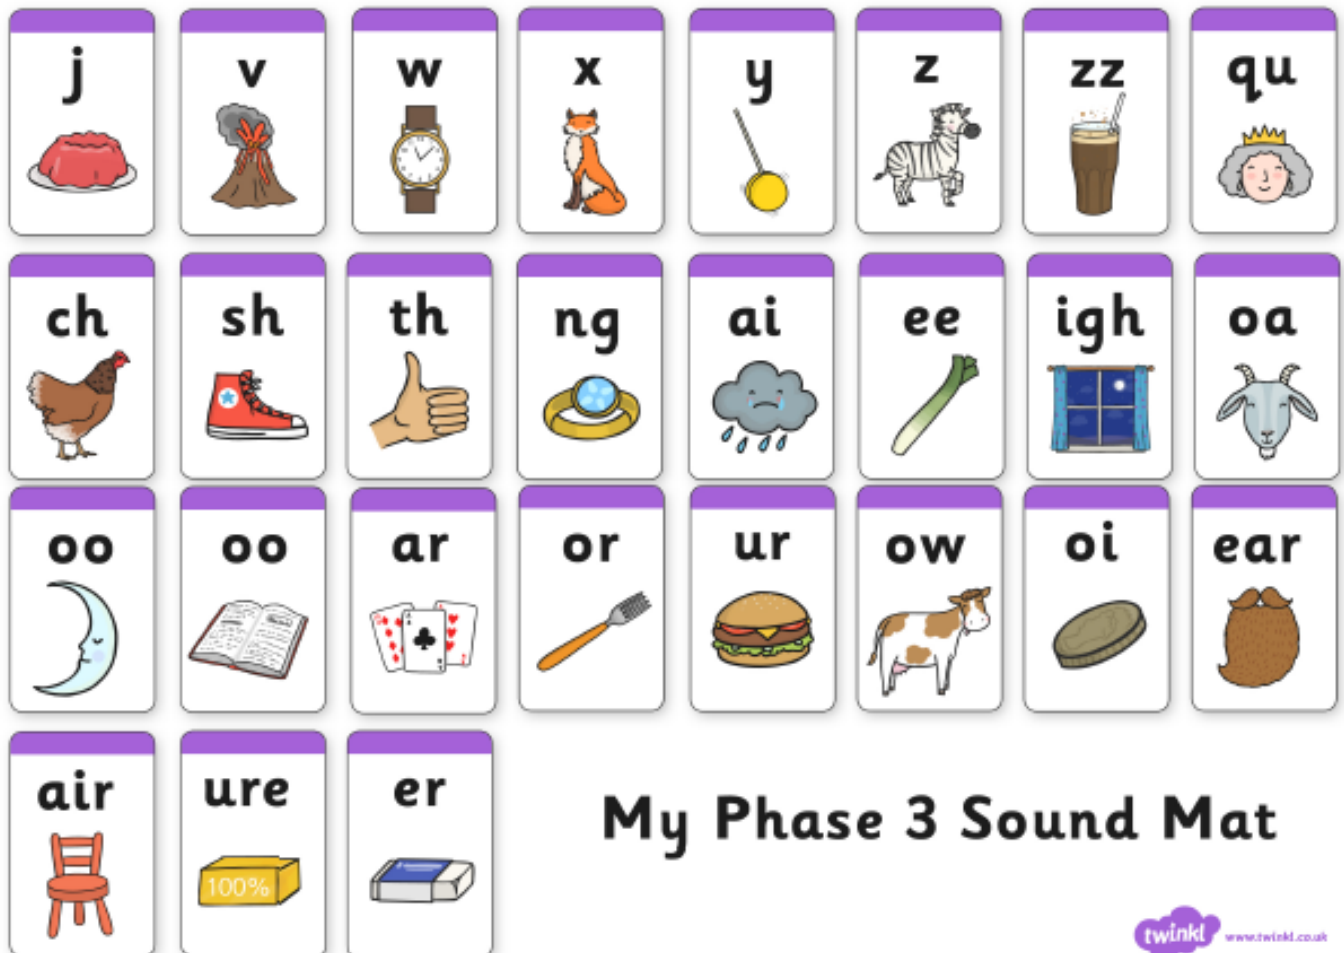 j v w x y z zz qu
ch sh th ng ai ee igh oa
oo oo ar or ur ow oi ear
air ure er
100%
My Phase 3 Sound Mat
twinkl www.twinkl.co.uk